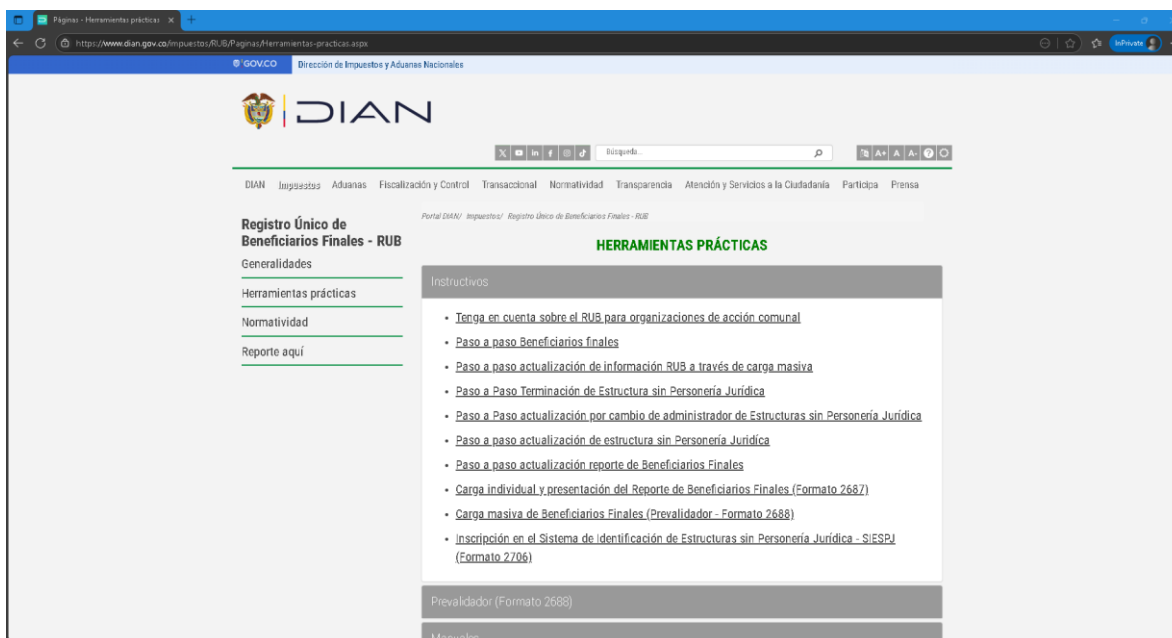 Páginas - Herramientas prácticas
https://www.dian.gov.co/impuestos/RUB/Paginas/Herramientas-practicas.aspx
InPrivate
GOV.CO Dirección de Impuestos y Aduanas Nacionales
DIAN
Búsqueda...
A+ A A-
DIAN Impuestos Aduanas Fiscalización y Control Transaccional Normatividad Transparencia Atención y Servicios a la Ciudadanía Participa Prensa
Registro Único de
Beneficiarios Finales - RUB
Generalidades
Herramientas prácticas
Normatividad
Reporte aquí
Portal DIAN/ Impuestos/ Registro Único de Beneficiarios Finales - RUB
HERRAMIENTAS PRÁCTICAS
Instructivos
• Tenga en cuenta sobre el RUB para organizaciones de acción comunal
• Paso a paso Beneficiarios finales
• Paso a paso actualización de información RUB a través de carga masiva
• Paso a Paso Terminación de Estructura sin Personería Jurídica
• Paso a Paso actualización por cambio de administrador de Estructuras sin Personería Jurídica
• Paso a paso actualización de estructura sin Personería Juridíca
• Paso a paso actualización reporte de Beneficiarios Finales
• Carga individual y presentación del Reporte de Beneficiarios Finales (Formato 2687)
• Carga masiva de Beneficiarios Finales (Prevalidador - Formato 2688)
• Inscripción en el Sistema de Identificación de Estructuras sin Personería Jurídica - SIESPJ
(Formato 2706)
Prevalidador (Formato 2688)
Manuales